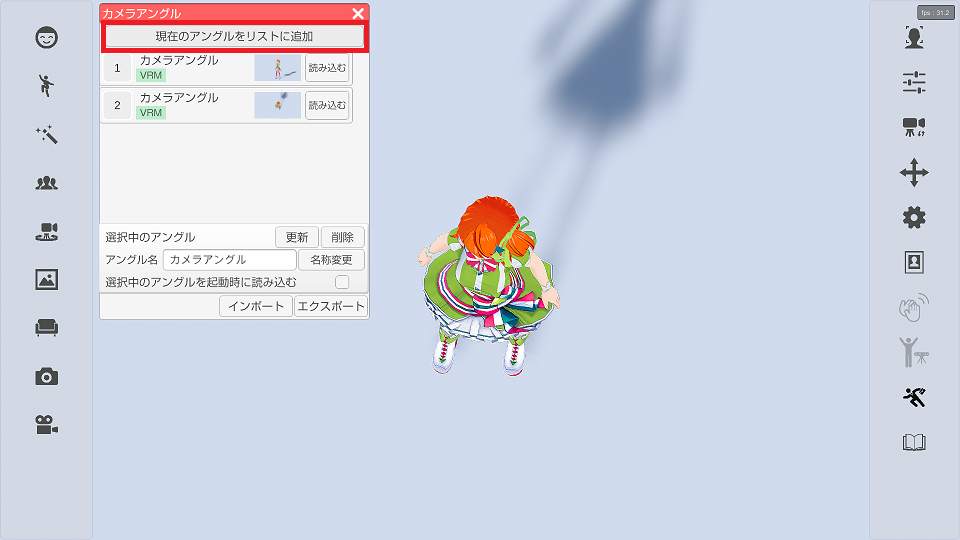 カメラアングル
fps : 31.2
現在のアングルをリストに追加
1 カメラアングル 読み込む
VRM
2 カメラアングル 読み込む
VRM
選択中のアングル 更新 削除
アングル名 カメラアングル 名称変更
選択中のアングルを起動時に読み込む
インポート エクスポート